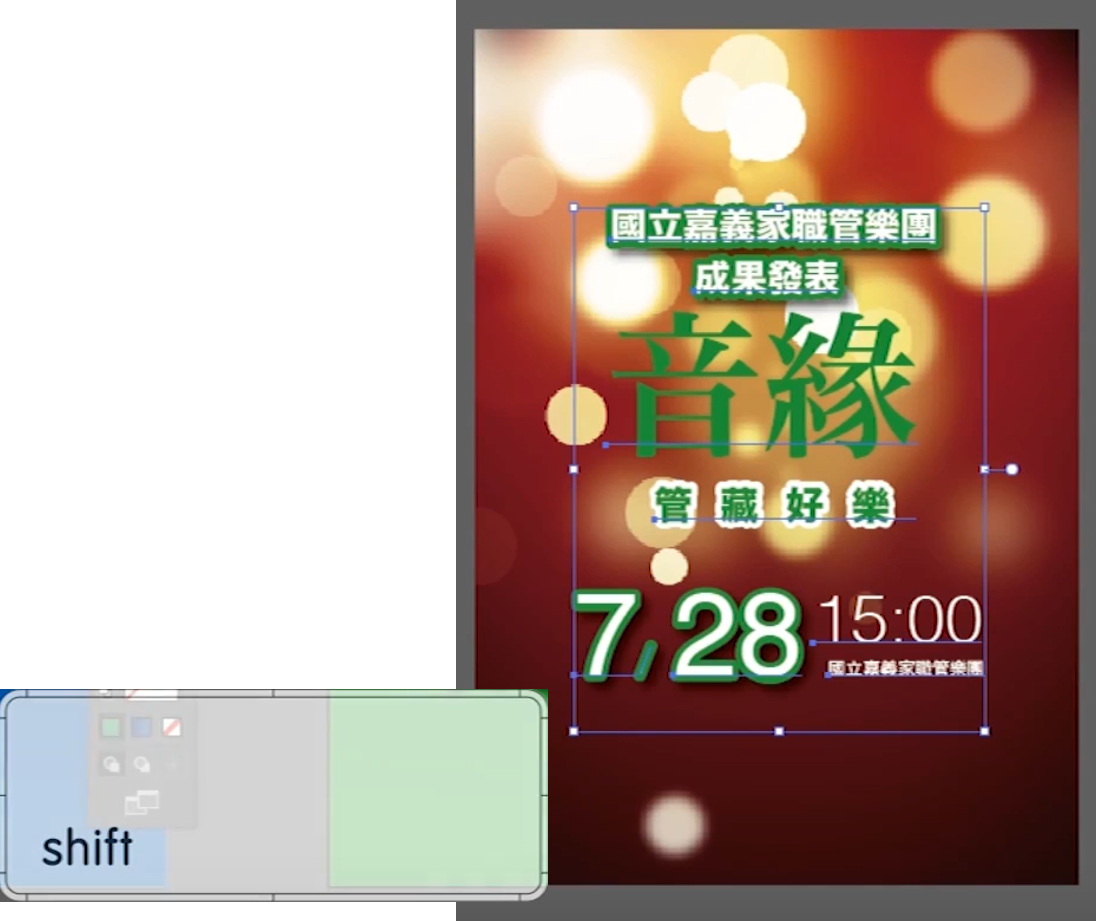 國立嘉義家職管樂團
成果發表
音緣
管藏好樂
7/28 15:00
國立嘉義家職管樂團
shift